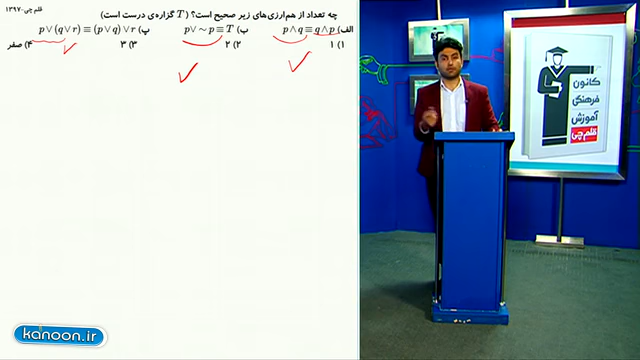 قلم چی-۱۳۹۷
چه تعداد از هم‌ارزی‌های زیر صحیح است؟ (T گزاره‌ی درست است)
الف) p ∧ q ≡ q ∧ p ب) p∨ ∼ p ≡ T پ) p ∨ (q ∨ r) ≡ (p ∨ q) ∨ r
۱) ۱ ۲) ۲ ۳) ۳ ۴) صفر
کانون
فرهنگی
آموزش
قلم‌چی
kanoon.ir